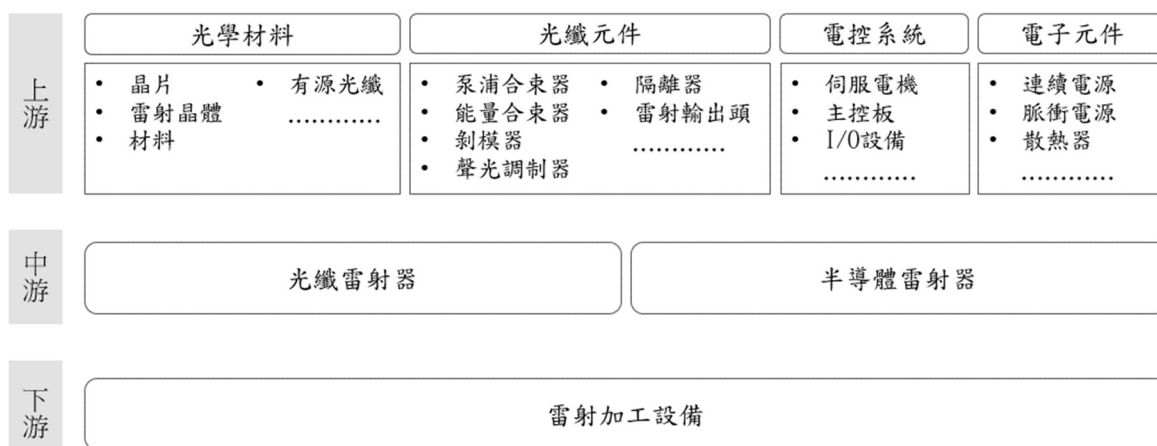 上游
光學材料
• 晶片
• 雷射晶體
• 材料
• 有源光纖
…………
光纖元件
• 泵浦合束器
• 能量合束器
• 剝模器
• 聲光調制器
• 隔離器
• 雷射輸出頭
…………
電控系統
• 伺服電機
• 主控板
• I/O設備
…………
電子元件
• 連續電源
• 脈衝電源
• 散熱器
…………
中游
光纖雷射器
半導體雷射器
下游
雷射加工設備